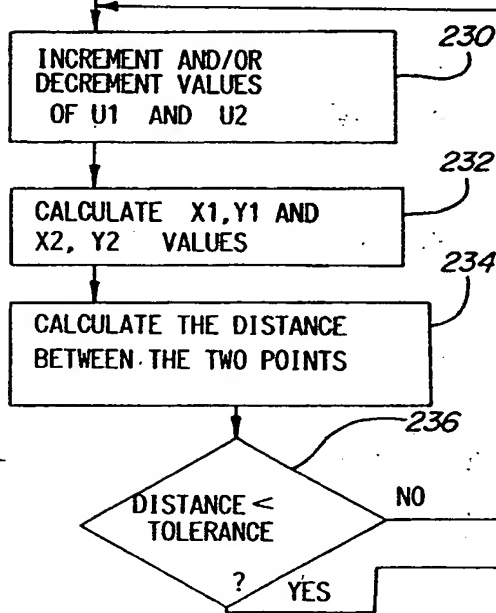 230
INCREMENT AND/OR
DECREMENT VALUES
OF U1 AND U2
232
CALCULATE X1,Y1 AND
X2, Y2 VALUES
234
CALCULATE THE DISTANCE
BETWEEN THE TWO POINTS
236
DISTANCE <
TOLERANCE
?
NO
YES